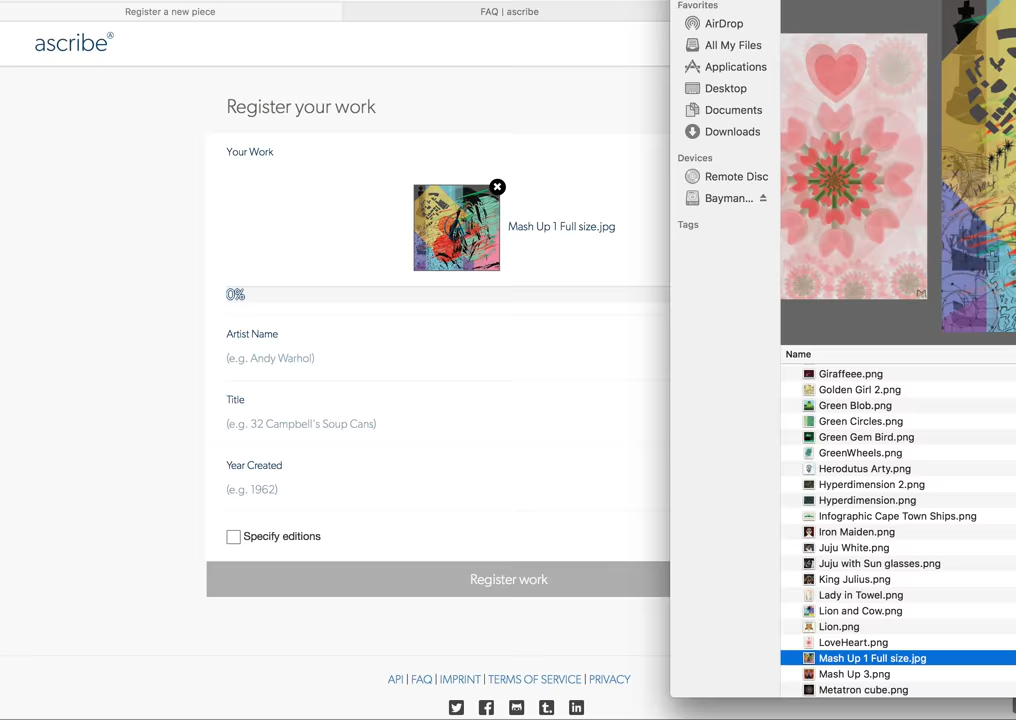 Register a new piece
FAQ | ascribe
ascribe
Register your work
Your Work
Mash Up 1 Full size.jpg
0%
Artist Name
(e.g. Andy Warhol)
Title
(e.g. 32 Campbell's Soup Cans)
Year Created
(e.g. 1962)
Specify editions
Register work
API | FAQ | IMPRINT | TERMS OF SERVICE | PRIVACY
Favorites
AirDrop
All My Files
Applications
Desktop
Documents
Downloads
Devices
Remote Disc
Bayman...
Tags
Name
Giraffeee.png
Golden Girl 2.png
Green Blob.png
Green Circles.png
Green Gem Bird.png
GreenWheels.png
Herodutus Arty.png
Hyperdimension 2.png
Hyperdimension.png
Infographic Cape Town Ships.png
Iron Maiden.png
Juju White.png
Juju with Sun glasses.png
King Julius.png
Lady in Towel.png
Lion and Cow.png
Lion.png
LoveHeart.png
Mash Up 1 Full size.jpg
Mash Up 3.png
Metatron cube.png